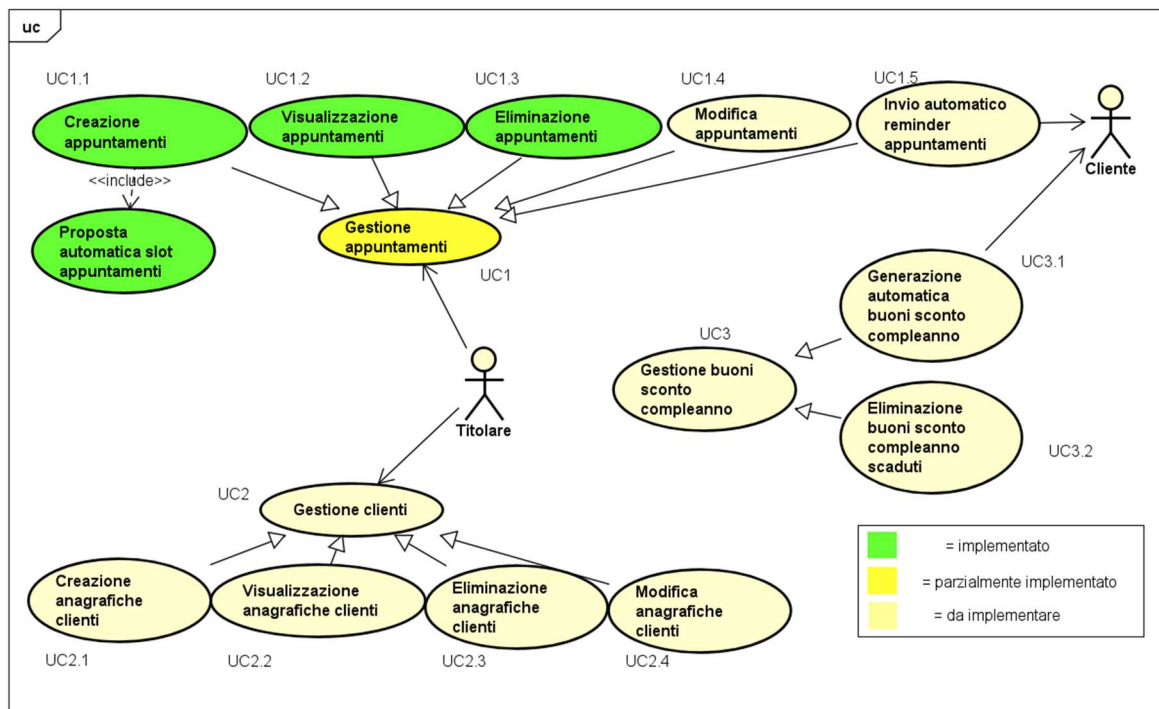 uc
UC1.1
UC1.2
UC1.3
UC1.4
UC1.5
Creazione
appuntamenti
Visualizzazione
appuntamenti
Eliminazione
appuntamenti
Modifica
appuntamenti
Invio automatico
reminder
appuntamenti
Cliente
<<include>>
Proposta
automatica slot
appuntamenti
Gestione
appuntamenti
UC1
Generazione
automatica
buoni sconto
compleanno
UC3.1
UC3
Gestione buoni
sconto
compleanno
Eliminazione
buoni sconto
compleanno
scaduti
UC3.2
Titolare
UC2
Gestione clienti
Creazione
anagrafiche
clienti
Visualizzazione
anagrafiche clienti
Eliminazione
anagrafiche
clienti
Modifica
anagrafiche
clienti
UC2.1
UC2.2
UC2.3
UC2.4
= implementato
= parzialmente implementato
= da implementare